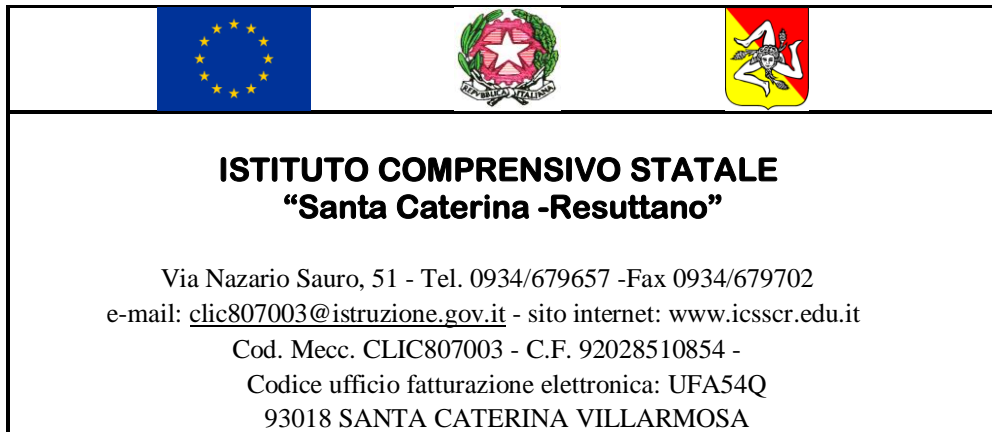 REPVBBLICA ITALIANA
ISTITUTO COMPRENSIVO STATALE
“Santa Caterina -Resuttano”
Via Nazario Sauro, 51 - Tel. 0934/679657 -Fax 0934/679702
e-mail: clic807003@istruzione.gov.it - sito internet: www.icsscr.edu.it
Cod. Mecc. CLIC807003 - C.F. 92028510854 -
Codice ufficio fatturazione elettronica: UFA54Q
93018 SANTA CATERINA VILLARMOSA